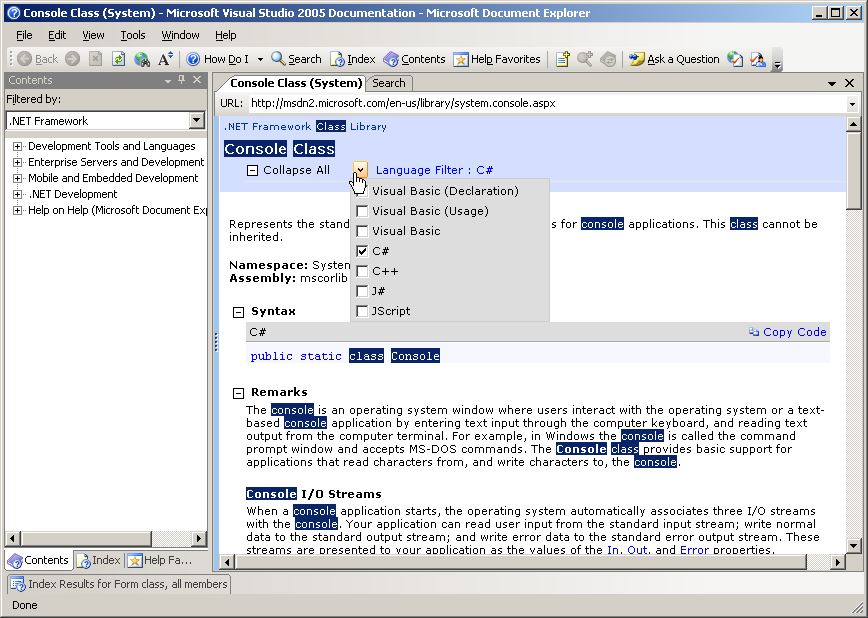 Console Class (System) - Microsoft Visual Studio 2005 Documentation - Microsoft Document Explorer
File Edit View Tools Window Help
Back How Do I Search Index Contents Help Favorites Ask a Question
Contents
Filtered by:
.NET Framework
Development Tools and Languages
Enterprise Servers and Development
Mobile and Embedded Development
.NET Development
Help on Help (Microsoft Document Ex
Contents Index Help Fa...
Console Class (System) Search
URL: http://msdn2.microsoft.com/en-us/library/system.console.aspx
.NET Framework Class Library
Console Class
Collapse All Language Filter : C#
Visual Basic (Declaration)
Visual Basic (Usage)
Visual Basic
C#
C++
J#
JScript
Represents the stand s for console applications. This class cannot be
inherited.
Namespace: System
Assembly: mscorlib
Syntax
C# Copy Code
public static class Console
Remarks
The console is an operating system window where users interact with the operating system or a text-
based console application by entering text input through the computer keyboard, and reading text
output from the computer terminal. For example, in Windows the console is called the command
prompt window and accepts MS-DOS commands. The Console class provides basic support for
applications that read characters from, and write characters to, the console.
Console I/O Streams
When a console application starts, the operating system automatically associates three I/O streams
with the console. Your application can read user input from the standard input stream; write normal
data to the standard output stream; and write error data to the standard error output stream. These
streams are presented to your application as the values of the In, Out, and Error properties.
Index Results for Form class, all members
Done